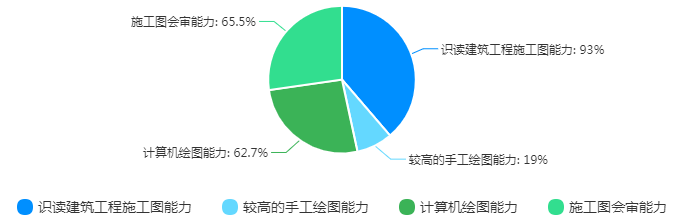 施工图会审能力: 65.5%
识读建筑工程施工图能力: 93%
计算机绘图能力: 62.7%
较高的手工绘图能力: 19%
识读建筑工程施工图能力
较高的手工绘图能力
计算机绘图能力
施工图会审能力